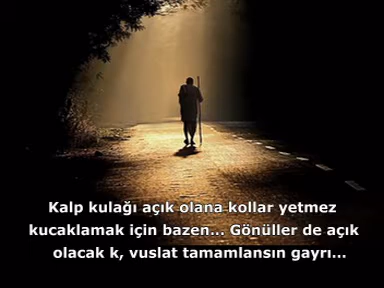 Kalp kulağı açık olana kollar yetmez
kucaklamak için bazen... Gönüller de açık
olacak k, vuslat tamamlansın gayrı...